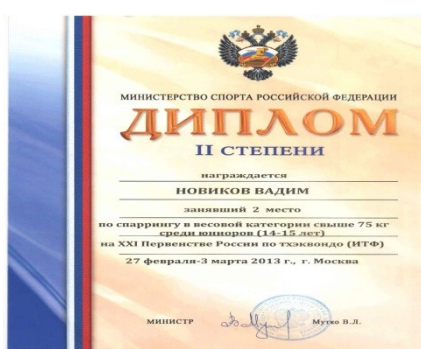 МИНИСТЕРСТВО СПОРТА РОССИЙСКОЙ ФЕДЕРАЦИИ
ДИПЛОМ
II СТЕПЕНИ
награждается
НОВИКОВ ВАДИМ
занявший 2 место
по спаррингу в весовой категории свыше 75 кг
среди юниоров (14-15 лет)
на XXI Первенстве России по тхэквондо (ИТФ)
27 февраля-3 марта 2013 г., г. Москва
МИНИСТР Мутко В.Л.